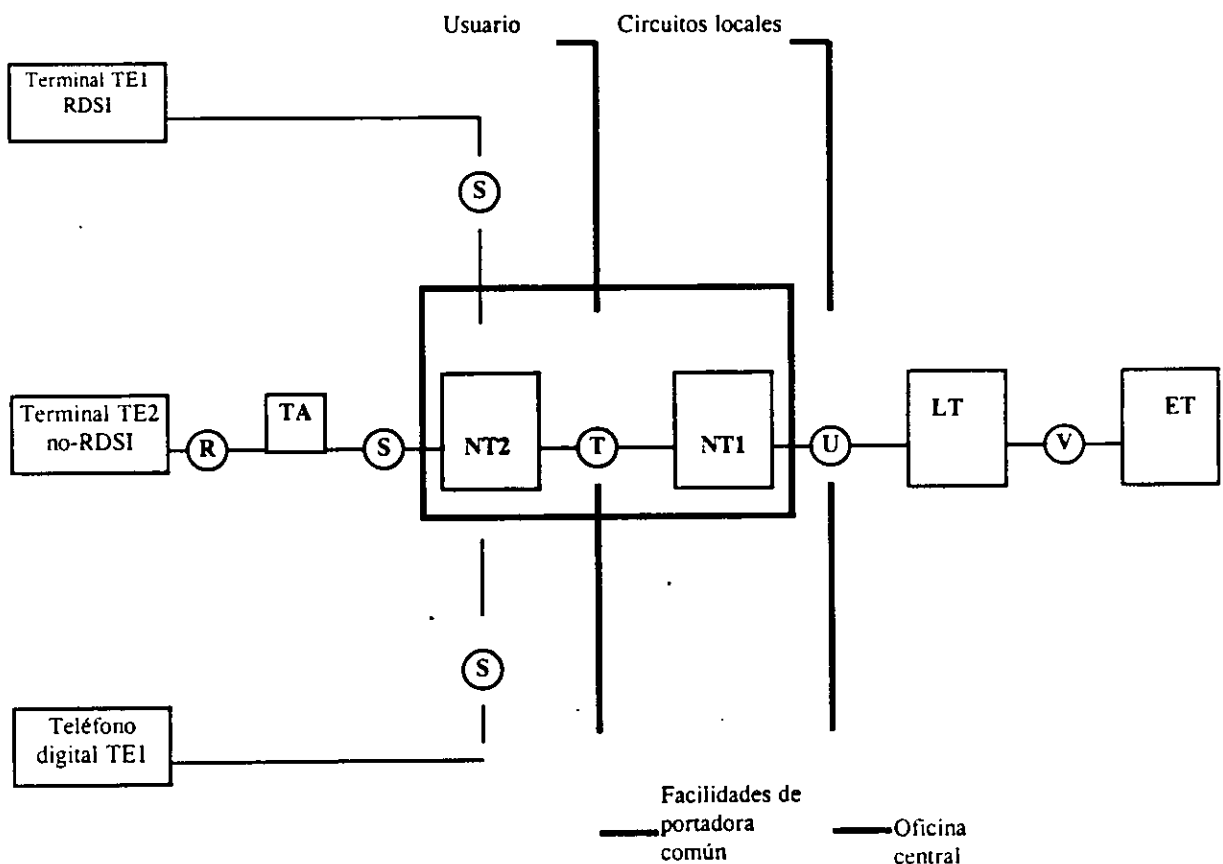 Usuario
Circuitos locales
Terminal TE1
RDSI
S
Terminal TE2
no-RDSI
R
TA
S
NT2
T
NT1
U
LT
V
ET
S
Teléfono
digital TE1
Facilidades de
portadora
común
Oficina
central